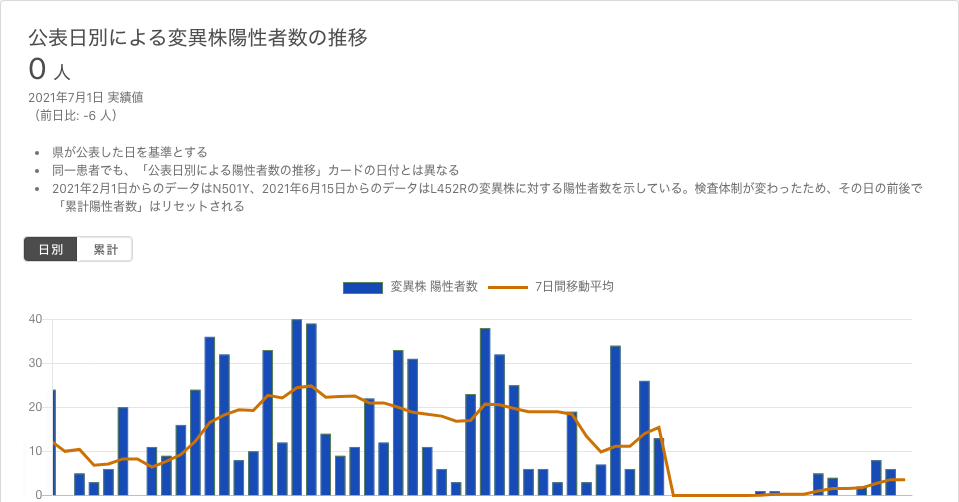 公表日別による変異株陽性者数の推移
0 人
2021年7月1日 実績値
（前日比: -6 人）
• 県が公表した日を基準とする
• 同一患者でも、「公表日別による陽性者数の推移」カードの日付とは異なる
• 2021年2月1日からのデータはN501Y、2021年6月15日からのデータはL452Rの変異株に対する陽性者数を示している。検査体制が変わったため、その日の前後で
「累計陽性者数」はリセットされる
日別 累計
変異株 陽性者数 7日間移動平均
40
30
20
10
0